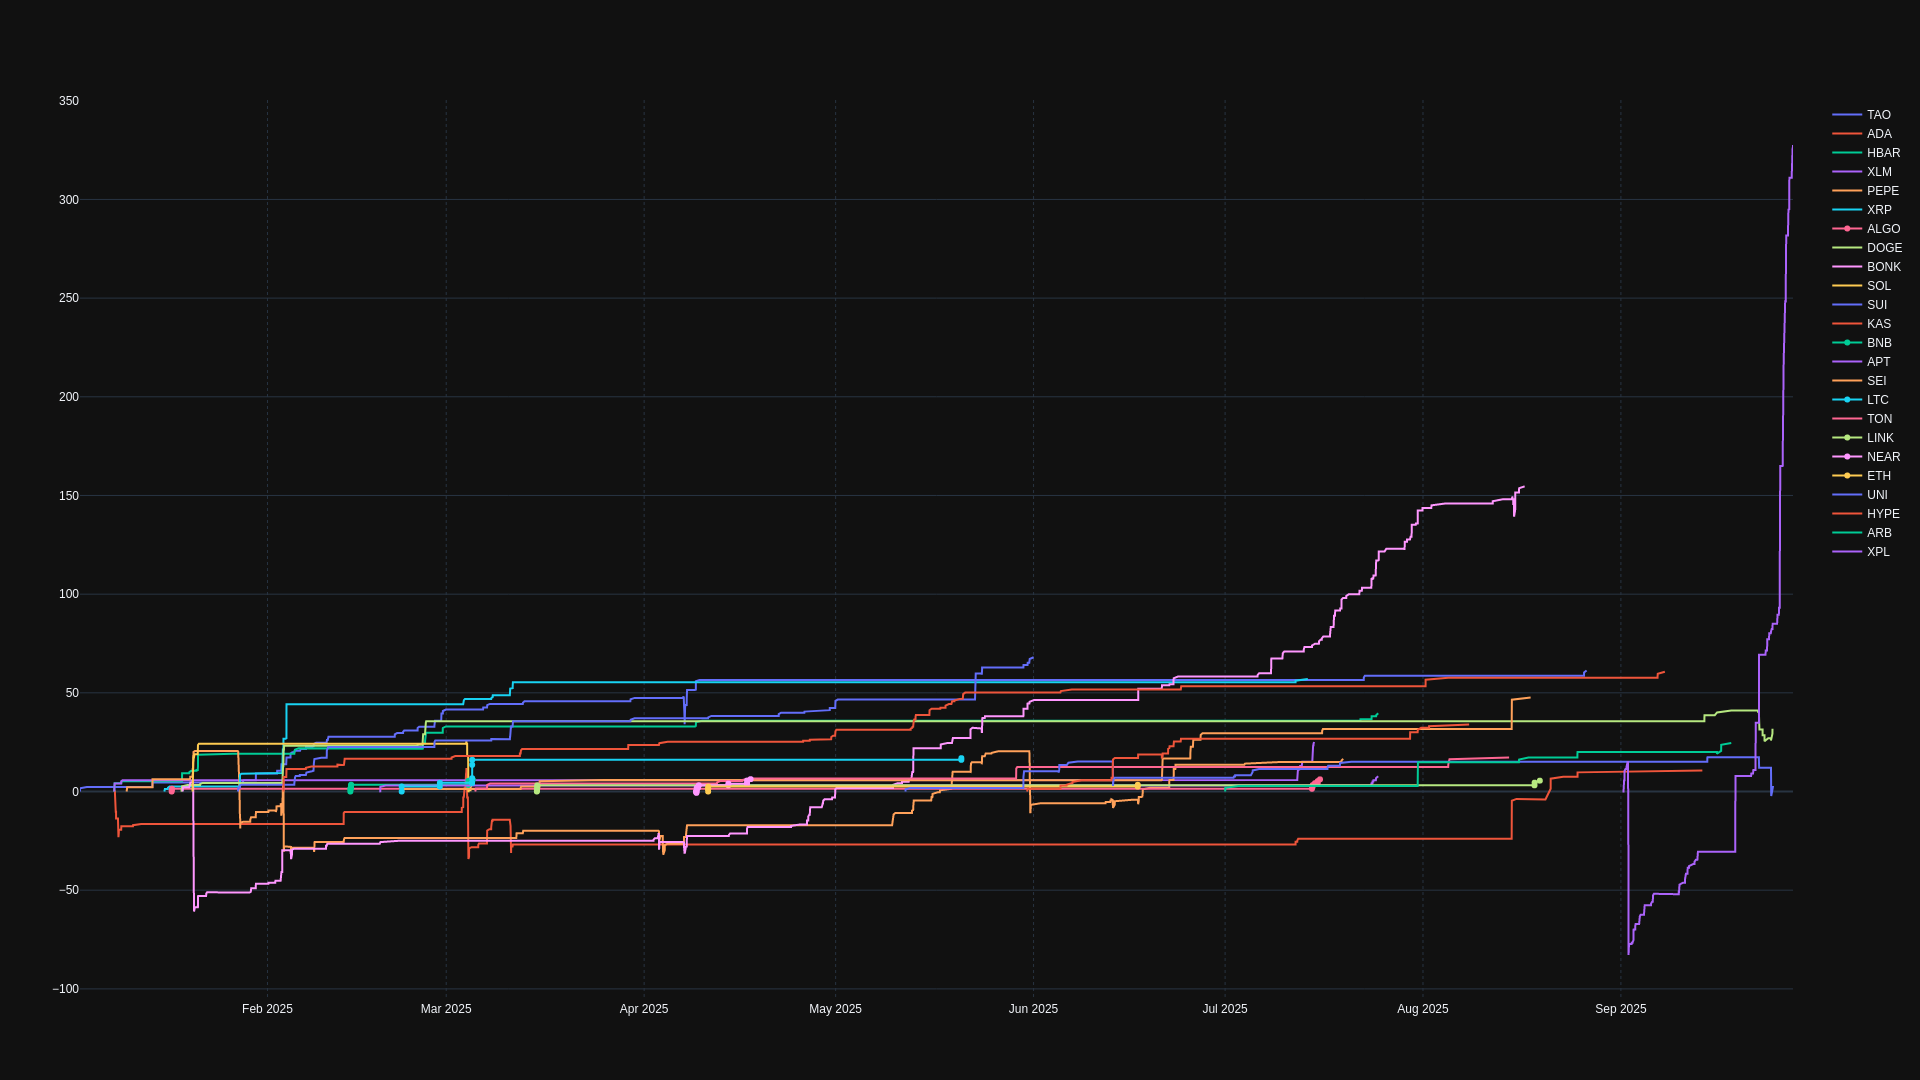 350
300
250
200
150
100
50
0
−50
−100
Feb 2025
Mar 2025
Apr 2025
May 2025
Jun 2025
Jul 2025
Aug 2025
Sep 2025
TAO
ADA
HBAR
XLM
PEPE
XRP
ALGO
DOGE
BONK
SOL
SUI
KAS
BNB
APT
SEI
LTC
TON
LINK
NEAR
ETH
UNI
HYPE
ARB
XPL